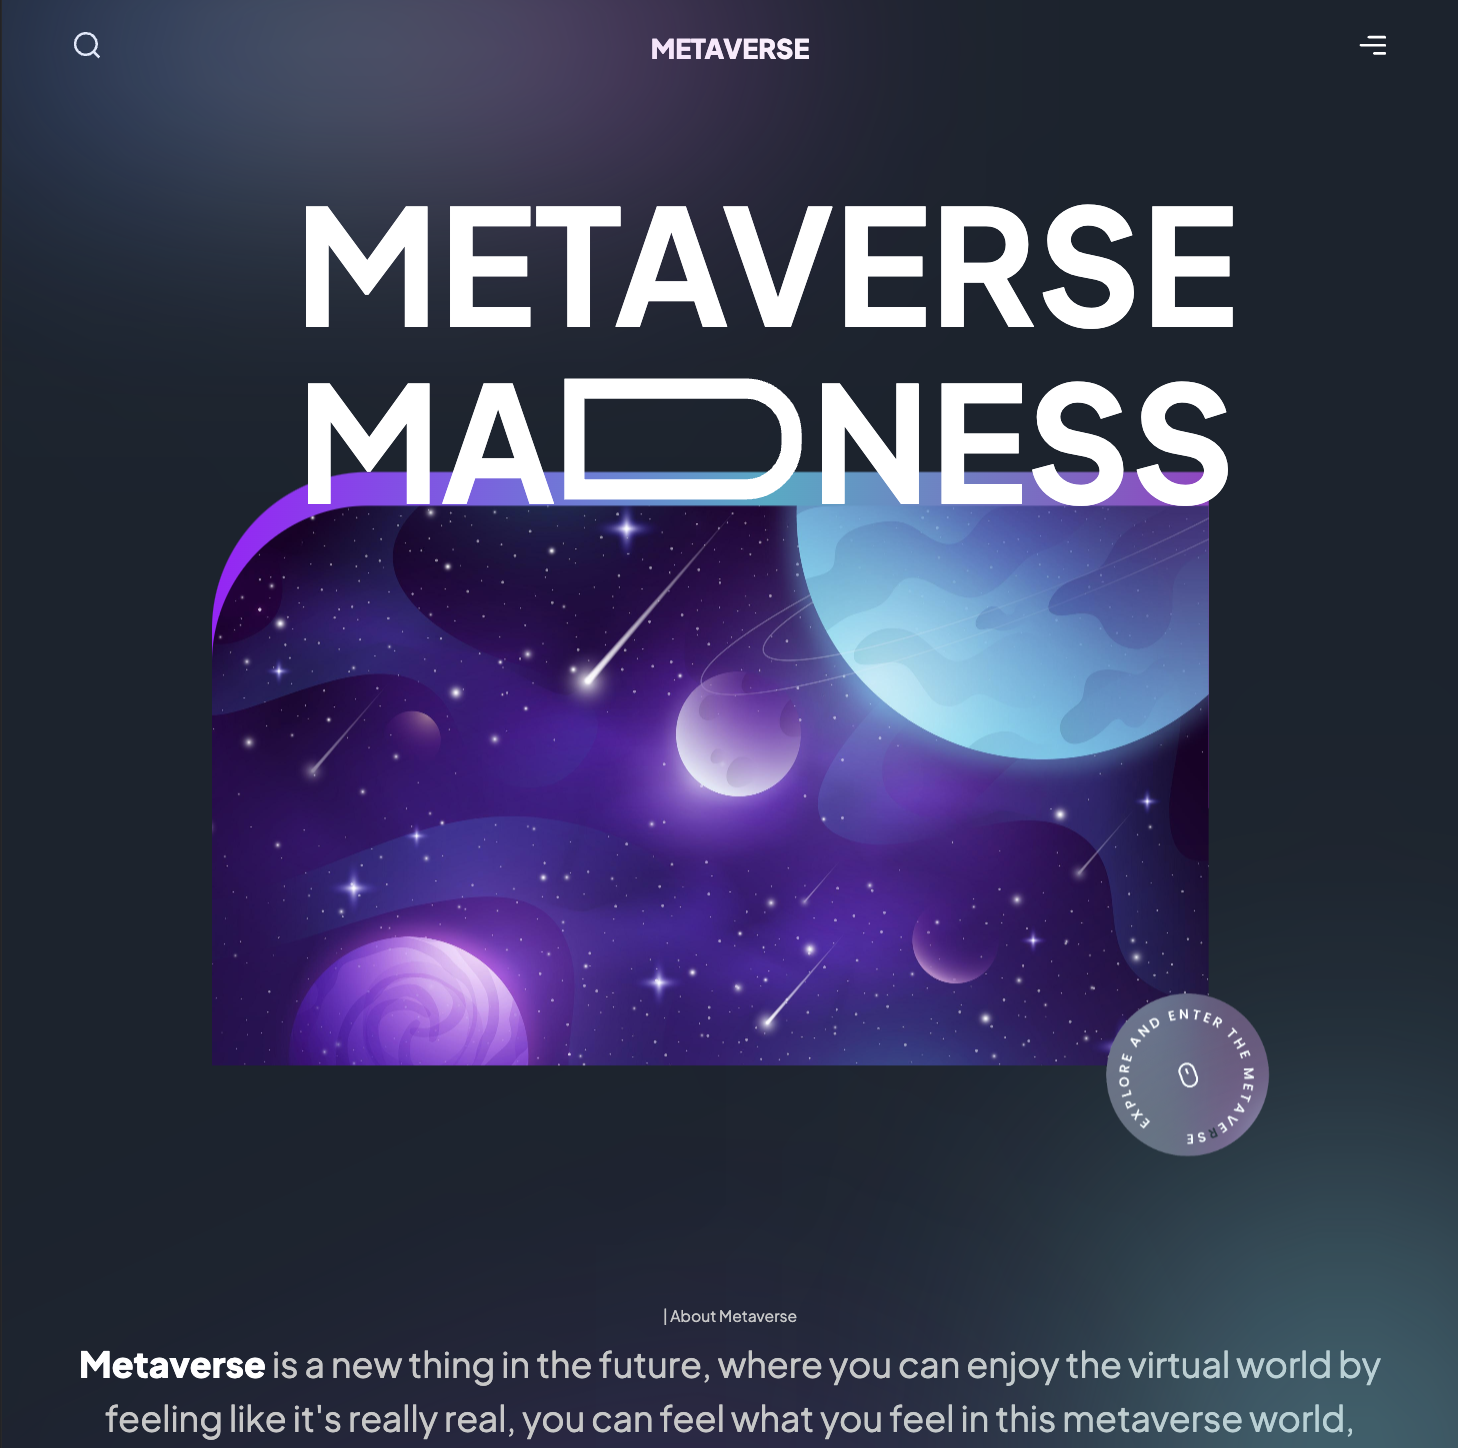 METAVERSE
METAVERSE
MADNESS
EXPLORE AND ENTER THE METAVERSE
| About Metaverse
Metaverse is a new thing in the future, where you can enjoy the virtual world by
feeling like it's really real, you can feel what you feel in this metaverse world,